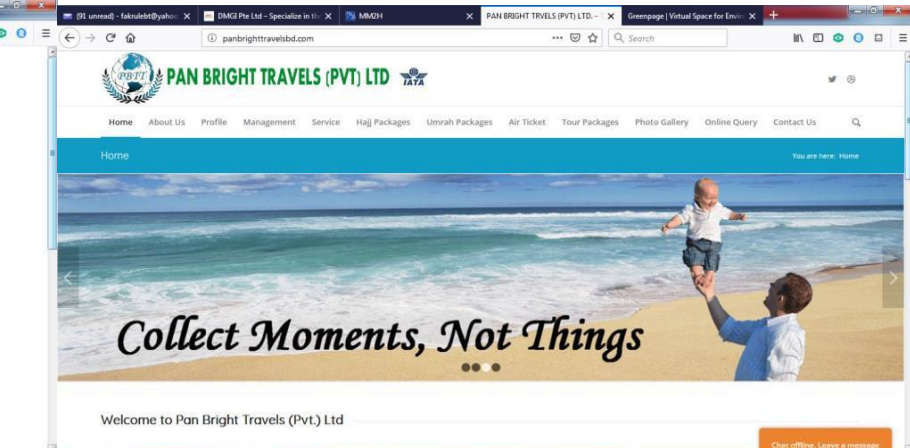 (91 unread) - fakrulebt@yahoo
DMGI Pte Ltd – Specialize in th
MM2H
PAN BRIGHT TRVELS (PVT) LTD. –
Greenpage | Virtual Space for Enviro
panbrighttravelsbd.com
Search
PBTT
PAN BRIGHT TRAVELS (PVT) LTD
IATA
Home About Us Profile Management Service Hajj Packages Umrah Packages Air Ticket Tour Packages Photo Gallery Online Query Contact Us
Home
You are here: Home
Collect Moments, Not Things
Welcome to Pan Bright Travels (Pvt.) Ltd
Chat offline. Leave a message